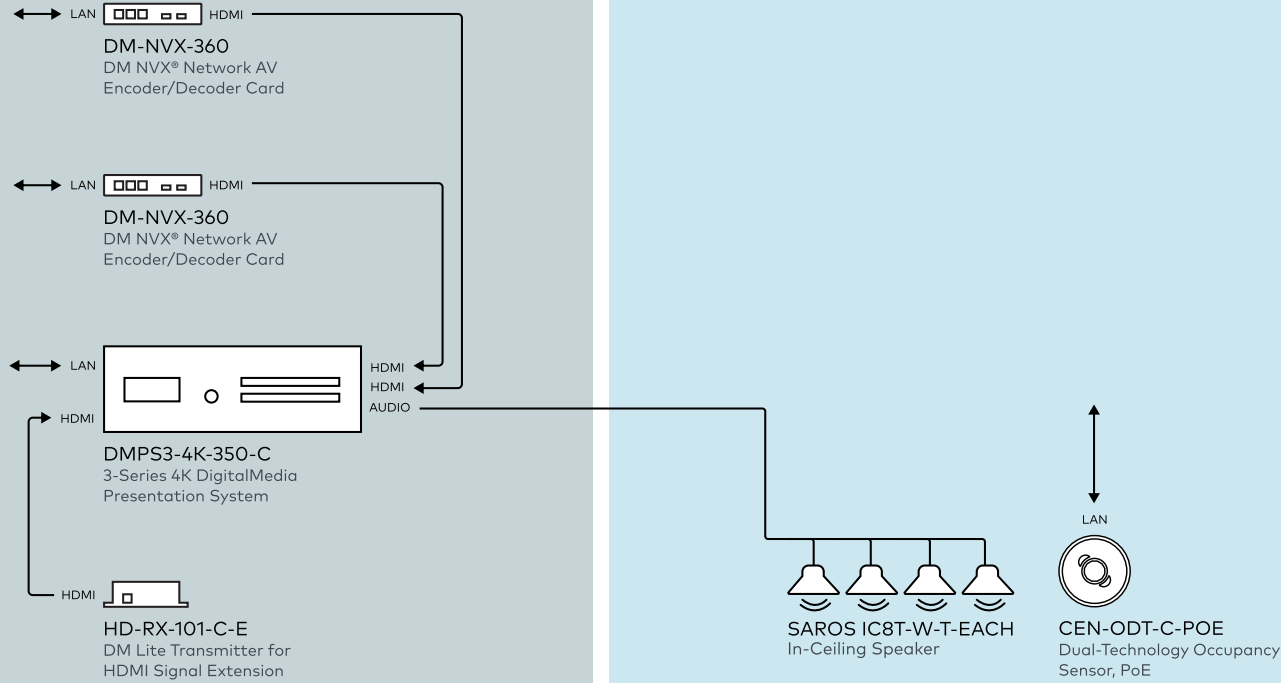 LAN
HDMI
DM-NVX-360
DM NVX® Network AV
Encoder/Decoder Card
LAN
HDMI
DM-NVX-360
DM NVX® Network AV
Encoder/Decoder Card
LAN
HDMI
HDMI
HDMI
AUDIO
DMPS3-4K-350-C
3-Series 4K DigitalMedia
Presentation System
HDMI
HD-RX-101-C-E
DM Lite Transmitter for
HDMI Signal Extension
SAROS IC8T-W-T-EACH
In-Ceiling Speaker
LAN
CEN-ODT-C-POE
Dual-Technology Occupancy
Sensor, PoE